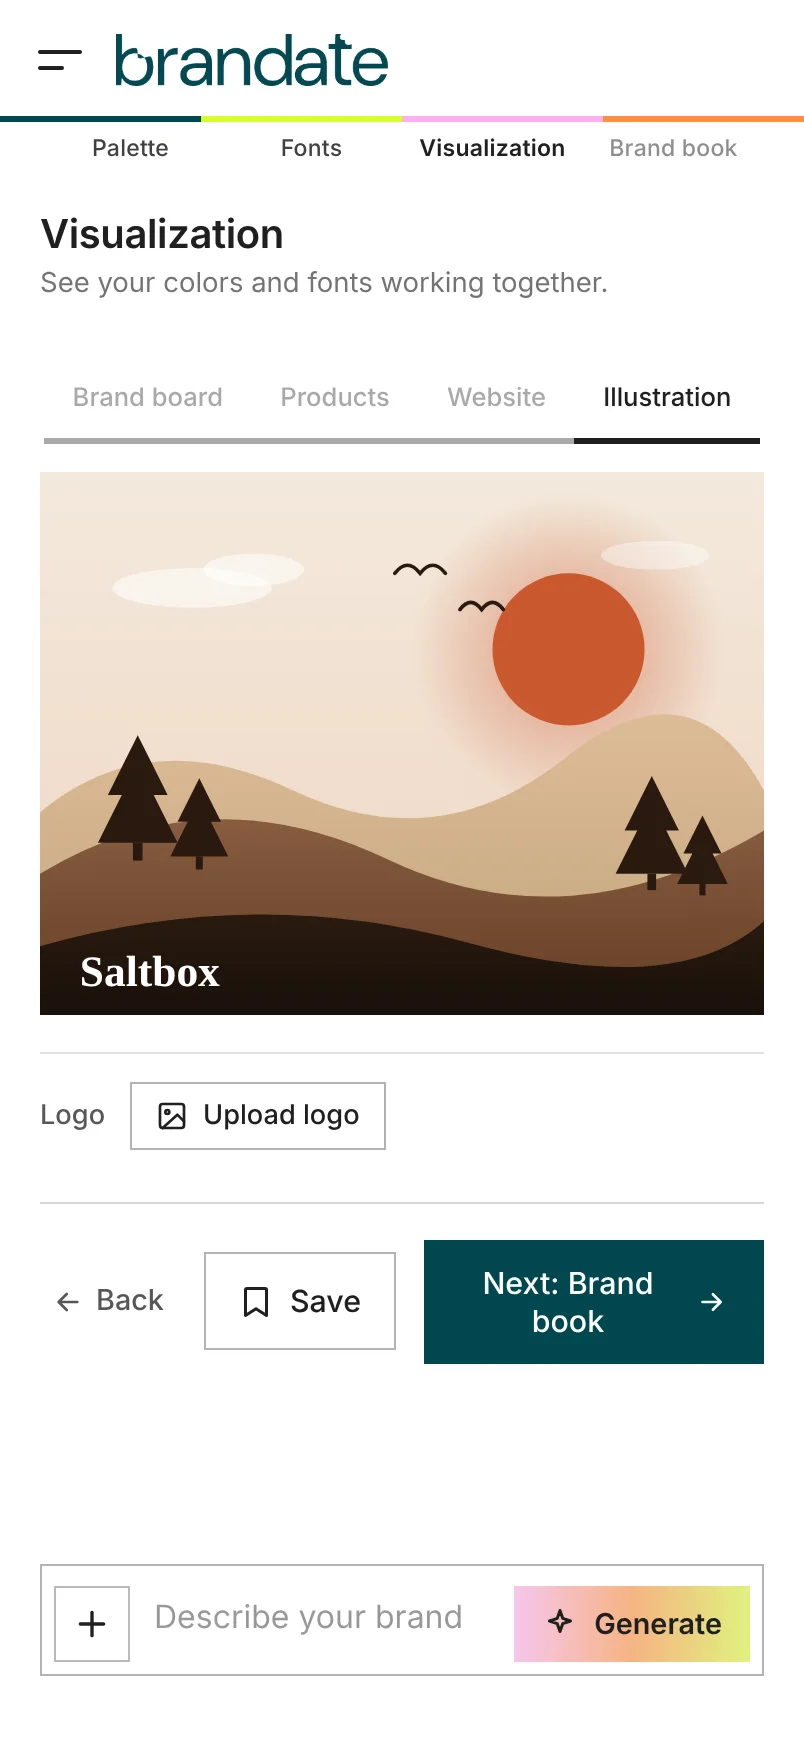 brandate
Palette Fonts Visualization Brand book
Visualization
See your colors and fonts working together.
Brand board Products Website Illustration
Saltbox
Logo Upload logo
Back Save Next: Brand
book
Describe your brand Generate